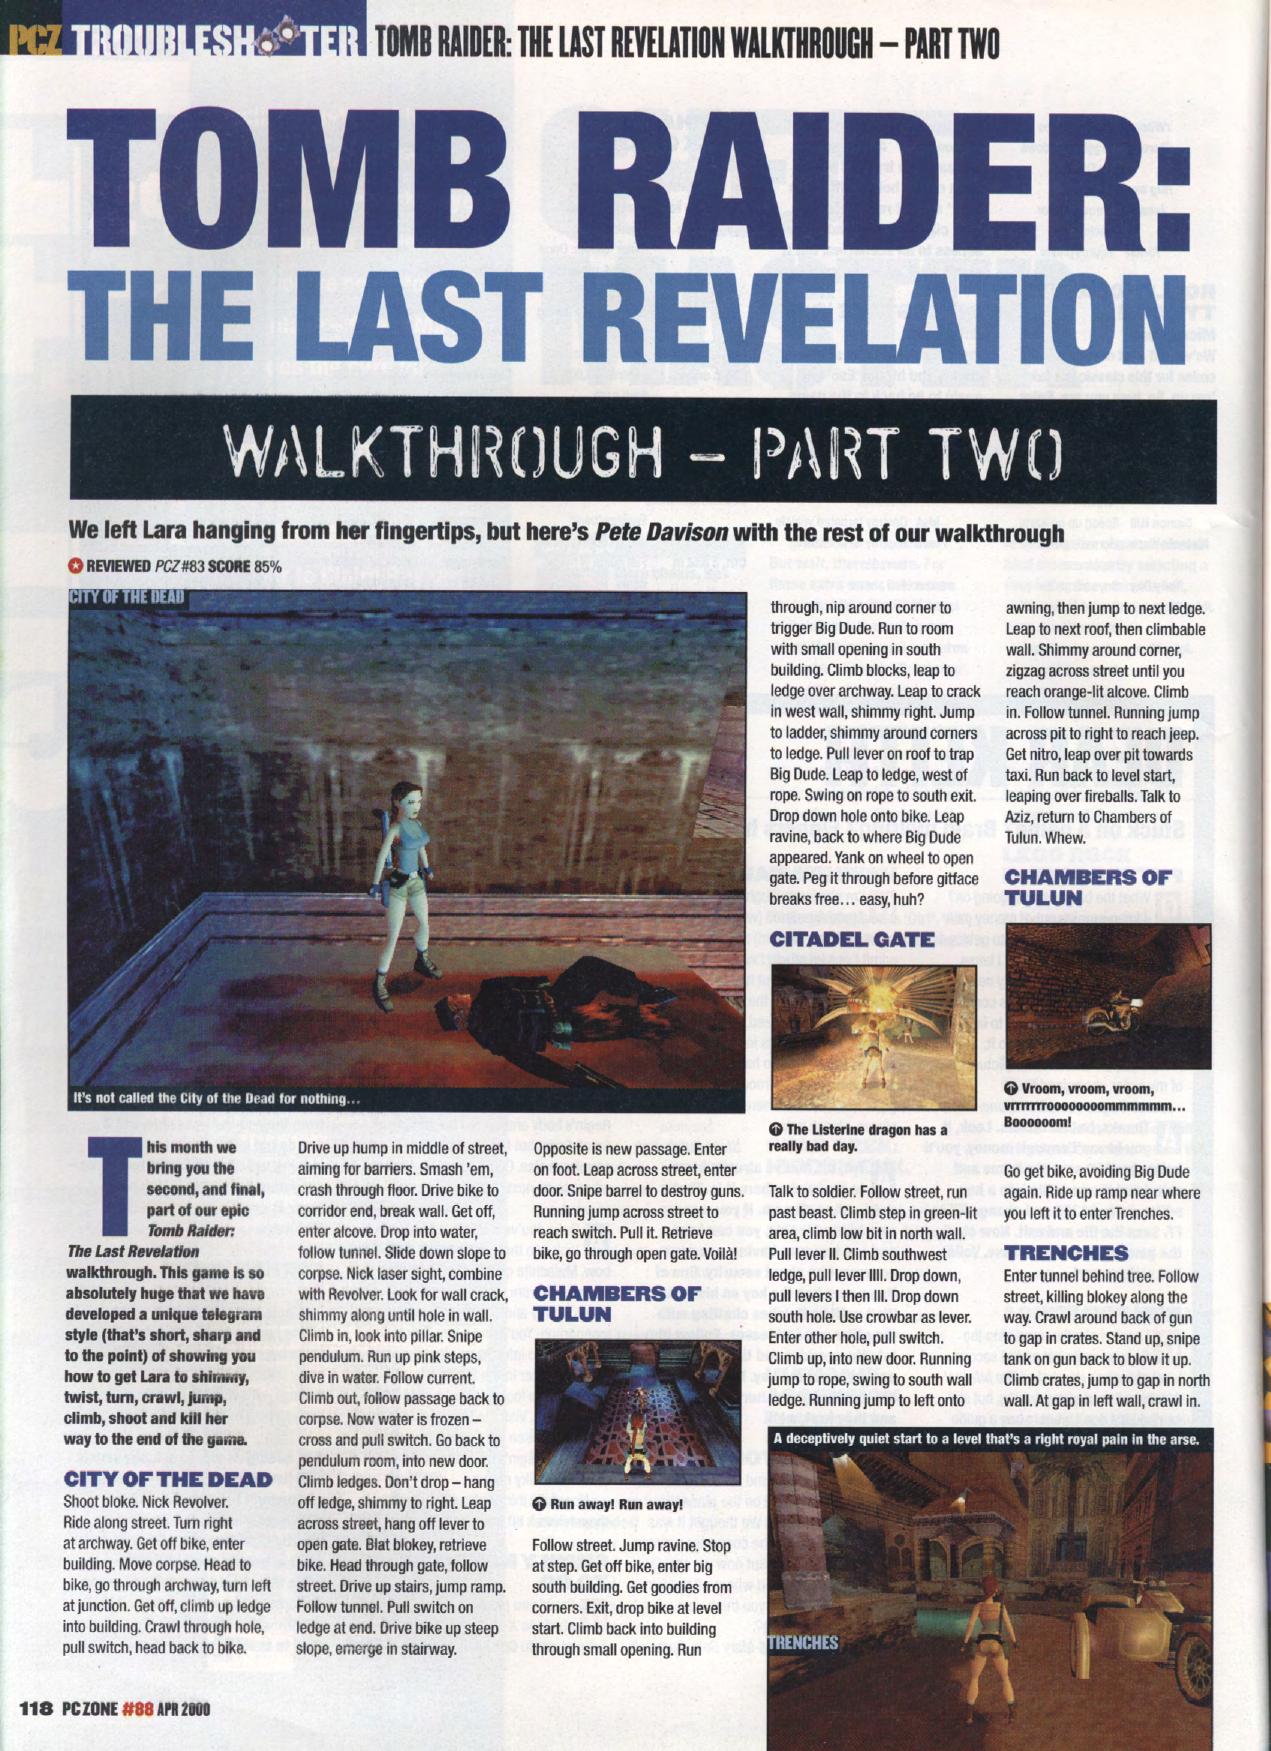 PCZ TROUBLESHOOTER TOMB RAIDER: THE LAST REVELATION WALKTHROUGH – PART TWO
TOMB RAIDER:
THE LAST REVELATION
WALKTHROUGH – PART TWO
We left Lara hanging from her fingertips, but here's Pete Davison with the rest of our walkthrough
REVIEWED PCZ #83 SCORE 85%
CITY OF THE DEAD
It's not called the City of the Dead for nothing...
This month we
bring you the
second, and final,
part of our epic
Tomb Raider:
The Last Revelation
walkthrough. This game is so
absolutely huge that we have
developed a unique telegram
style (that's short, sharp and
to the point) of showing you
how to get Lara to shimmy,
twist, turn, crawl, jump,
climb, shoot and kill her
way to the end of the game.
CITY OF THE DEAD
Shoot bloke. Nick Revolver.
Ride along street. Turn right
at archway. Get off bike, enter
building. Move corpse. Head to
bike, go through archway, turn left
at junction. Get off, climb up ledge
into building. Crawl through hole,
pull switch, head back to bike.
Drive up hump in middle of street,
aiming for barriers. Smash 'em,
crash through floor. Drive bike to
corridor end, break wall. Get off,
enter alcove. Drop into water,
follow tunnel. Slide down slope to
corpse. Nick laser sight, combine
with Revolver. Look for wall crack,
shimmy along until hole in wall.
Climb in, look into pillar. Snipe
pendulum. Run up pink steps,
dive in water. Follow current.
Climb out, follow passage back to
corpse. Now water is frozen –
cross and pull switch. Go back to
pendulum room, into new door.
Climb ledges. Don't drop – hang
off ledge, shimmy to right. Leap
across street, hang off lever to
open gate. Blat blokey, retrieve
bike. Head through gate, follow
street. Drive up stairs, jump ramp.
Follow tunnel. Pull switch on
ledge at end. Drive bike up steep
slope, emerge in stairway.
Opposite is new passage. Enter
on foot. Leap across street, enter
door. Snipe barrel to destroy guns.
Running jump across street to
reach switch. Pull it. Retrieve
bike, go through open gate. Voilà!
CHAMBERS OF
TULUN
Run away! Run away!
Follow street. Jump ravine. Stop
at step. Get off bike, enter big
south building. Get goodies from
corners. Exit, drop bike at level
start. Climb back into building
through small opening. Run
through, nip around corner to
trigger Big Dude. Run to room
with small opening in south
building. Climb blocks, leap to
ledge over archway. Leap to crack
in west wall, shimmy right. Jump
to ladder, shimmy around corners
to ledge. Pull lever on roof to trap
Big Dude. Leap to ledge, west of
rope. Swing on rope to south exit.
Drop down hole onto bike. Leap
ravine, back to where Big Dude
appeared. Yank on wheel to open
gate. Peg it through before gitface
breaks free... easy, huh?
CITADEL GATE
The Listerine dragon has a
really bad day.
Talk to soldier. Follow street, run
past beast. Climb step in green-lit
area, climb low bit in north wall.
Pull lever II. Climb southwest
ledge, pull lever IIII. Drop down,
pull levers I then III. Drop down
south hole. Use crowbar as lever.
Enter other hole, pull switch.
Climb up, into new door. Running
jump to rope, swing to south wall
ledge. Running jump to left onto
awning, then jump to next ledge.
Leap to next roof, then climbable
wall. Shimmy around corner,
zigzag across street until you
reach orange-lit alcove. Climb
in. Follow tunnel. Running jump
across pit to right to reach jeep.
Get nitro, leap over pit towards
taxi. Run back to level start,
leaping over fireballs. Talk to
Aziz, return to Chambers of
Tulun. Whew.
CHAMBERS OF
TULUN
Vroom, vroom, vroom,
vrrrrrrooooooooommmmmm...
Boooooom!
Go get bike, avoiding Big Dude
again. Ride up ramp near where
you left it to enter Trenches.
TRENCHES
Enter tunnel behind tree. Follow
street, killing blokey along the
way. Crawl around back of gun
to gap in crates. Stand up, snipe
tank on gun back to blow it up.
Climb crates, jump to gap in north
wall. At gap in left wall, crawl in.
A deceptively quiet start to a level that's a right royal pain in the arse.
TRENCHES
118 PC ZONE #88 APR 2000